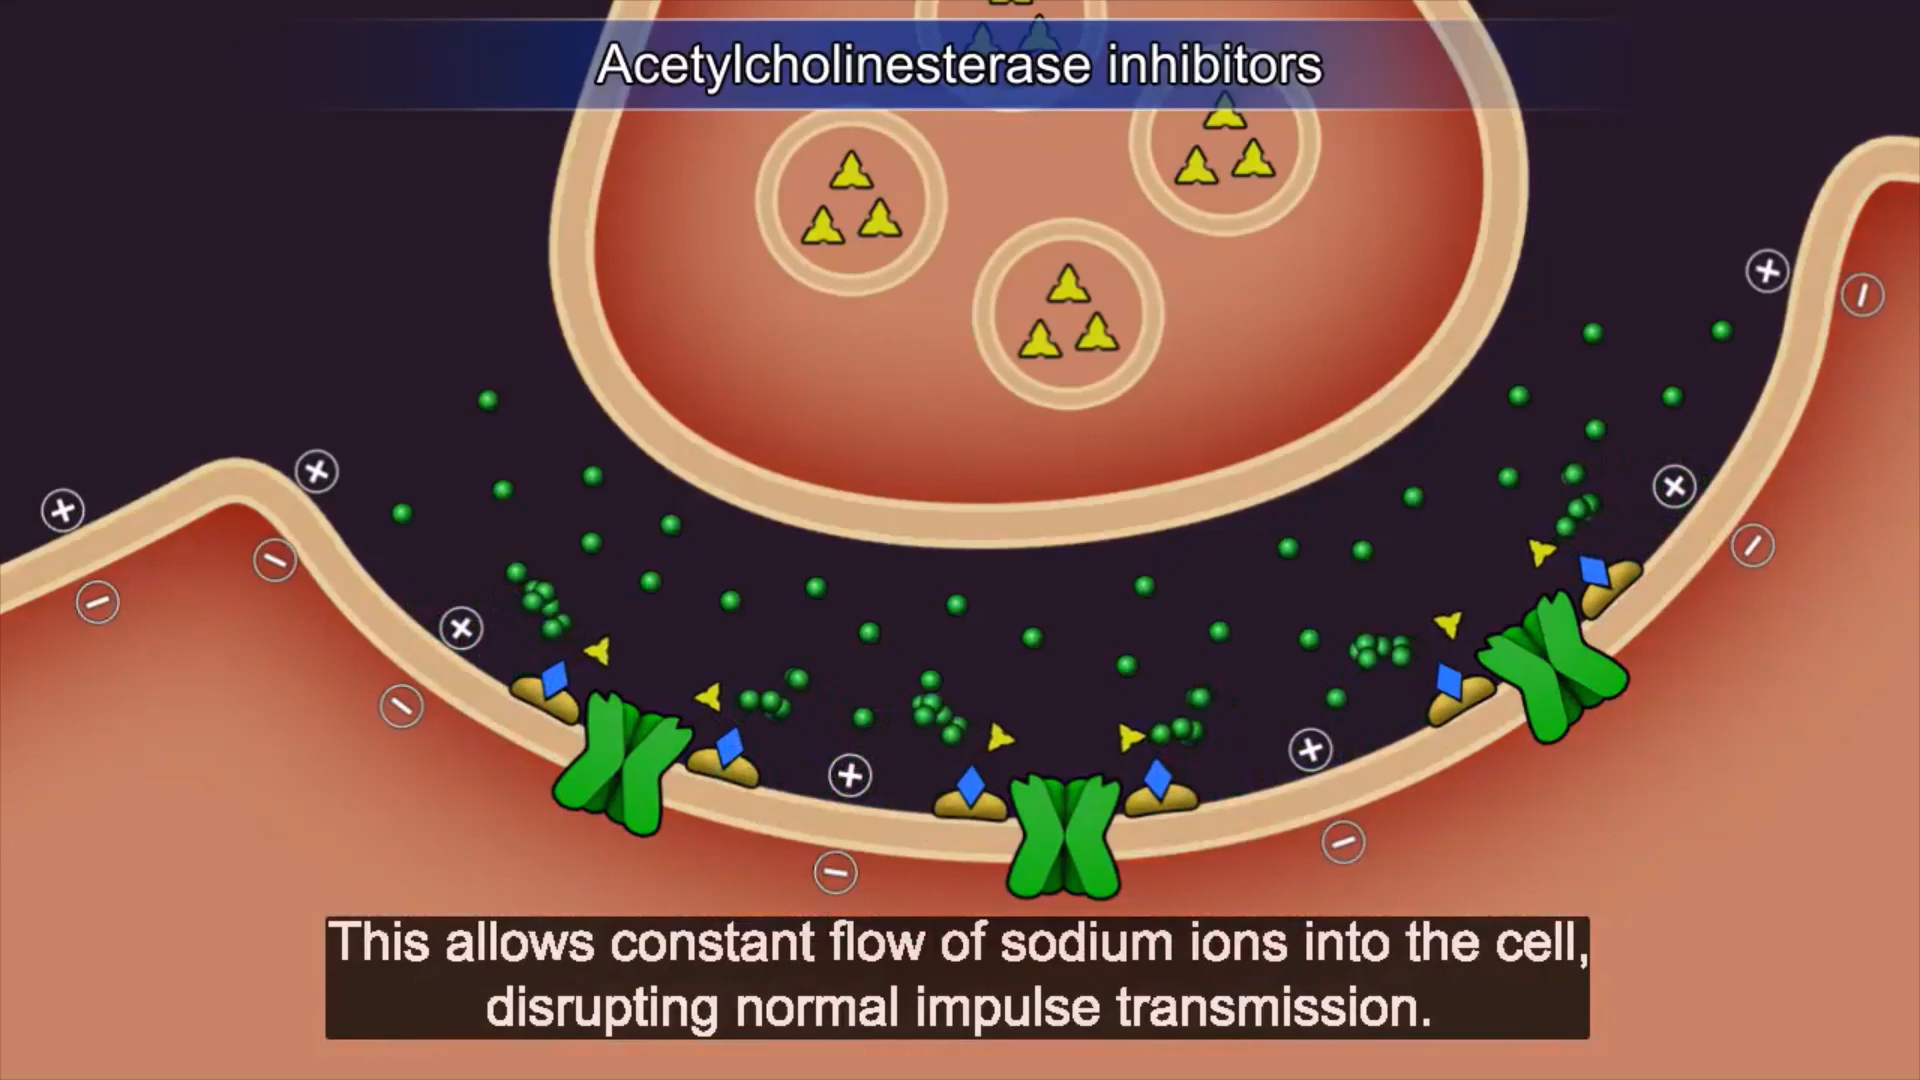 Acetylcholinesterase inhibitors
This allows constant flow of sodium ions into the cell,
disrupting normal impulse transmission.